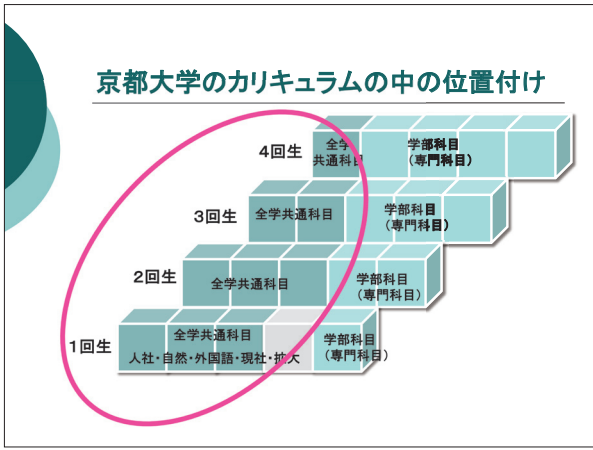 京都大学のカリキュラムの中の位置付け
4回生
全学
共通科目
学部科目
（専門科目）
3回生
全学共通科目
学部科目
（専門科目）
2回生
全学共通科目
学部科目
（専門科目）
1回生
全学共通科目
人社・自然・外国語・現社・拡大
学部科目
（専門科目）